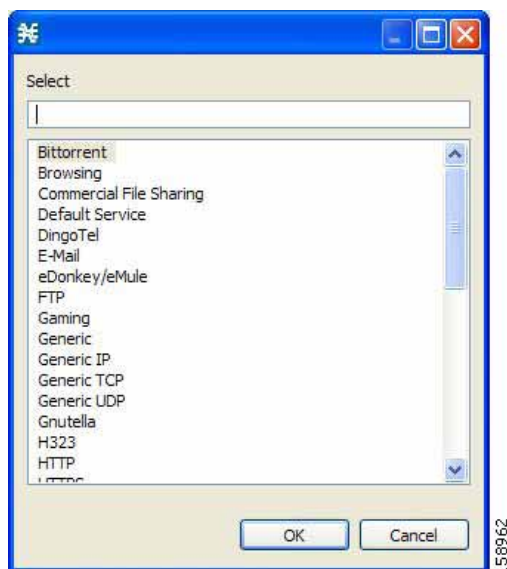 Select
Bittorrent
Browsing
Commercial File Sharing
Default Service
DingoTel
E-Mail
eDonkey/eMule
FTP
Gaming
Generic
Generic IP
Generic TCP
Generic UDP
Gnutella
H323
HTTP
OK
Cancel
58962